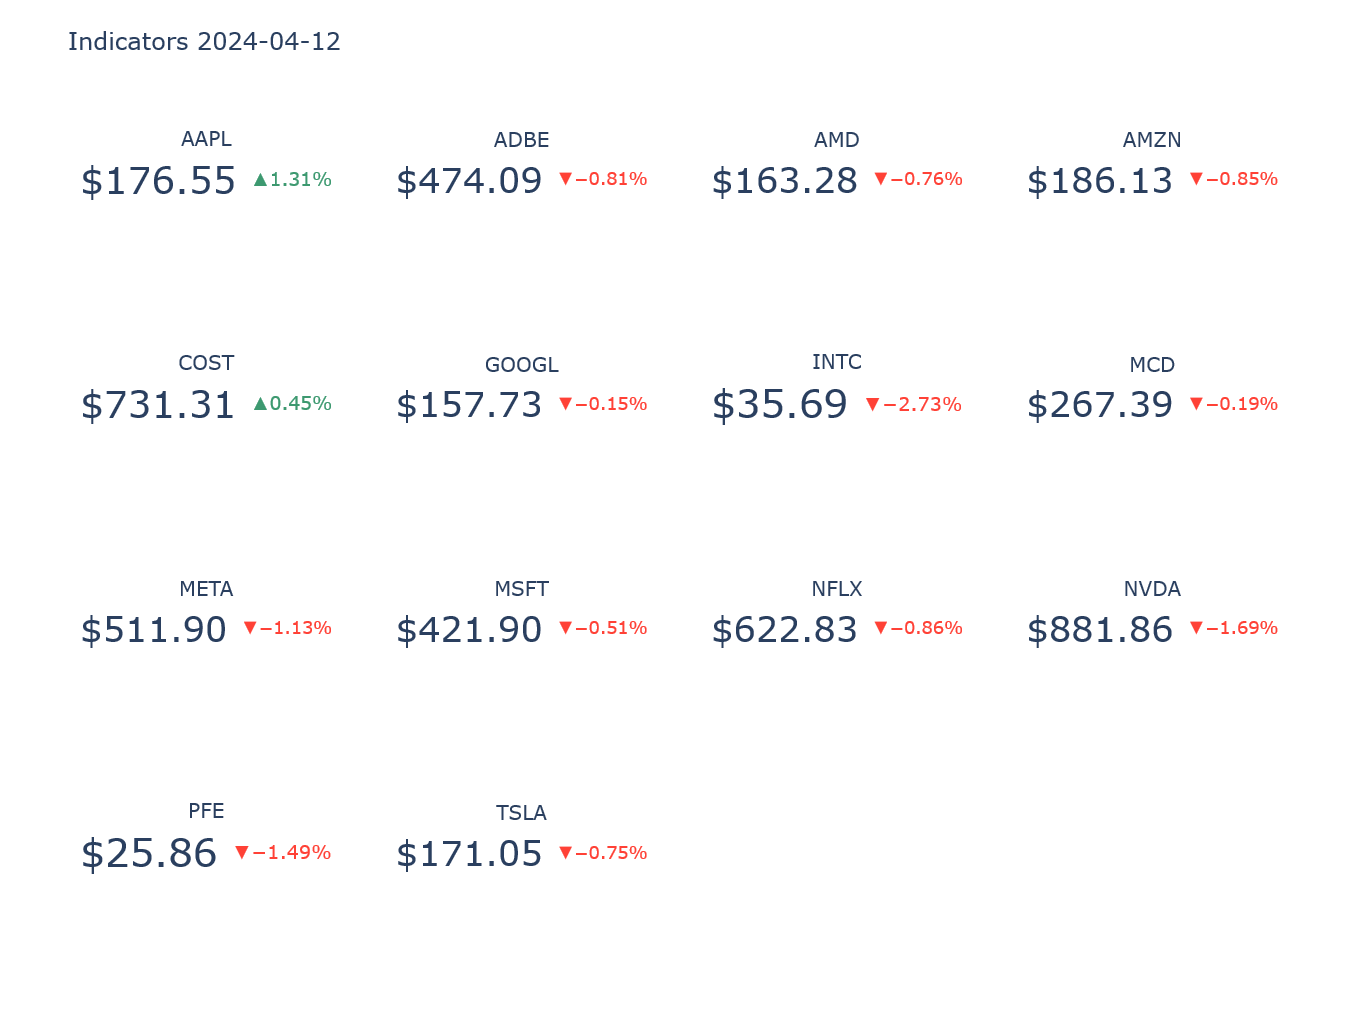 Indicators 2024-04-12
AAPL
$176.55 ▲1.31%
ADBE
$474.09 ▼−0.81%
AMD
$163.28 ▼−0.76%
AMZN
$186.13 ▼−0.85%
COST
$731.31 ▲0.45%
GOOGL
$157.73 ▼−0.15%
INTC
$35.69 ▼−2.73%
MCD
$267.39 ▼−0.19%
META
$511.90 ▼−1.13%
MSFT
$421.90 ▼−0.51%
NFLX
$622.83 ▼−0.86%
NVDA
$881.86 ▼−1.69%
PFE
$25.86 ▼−1.49%
TSLA
$171.05 ▼−0.75%